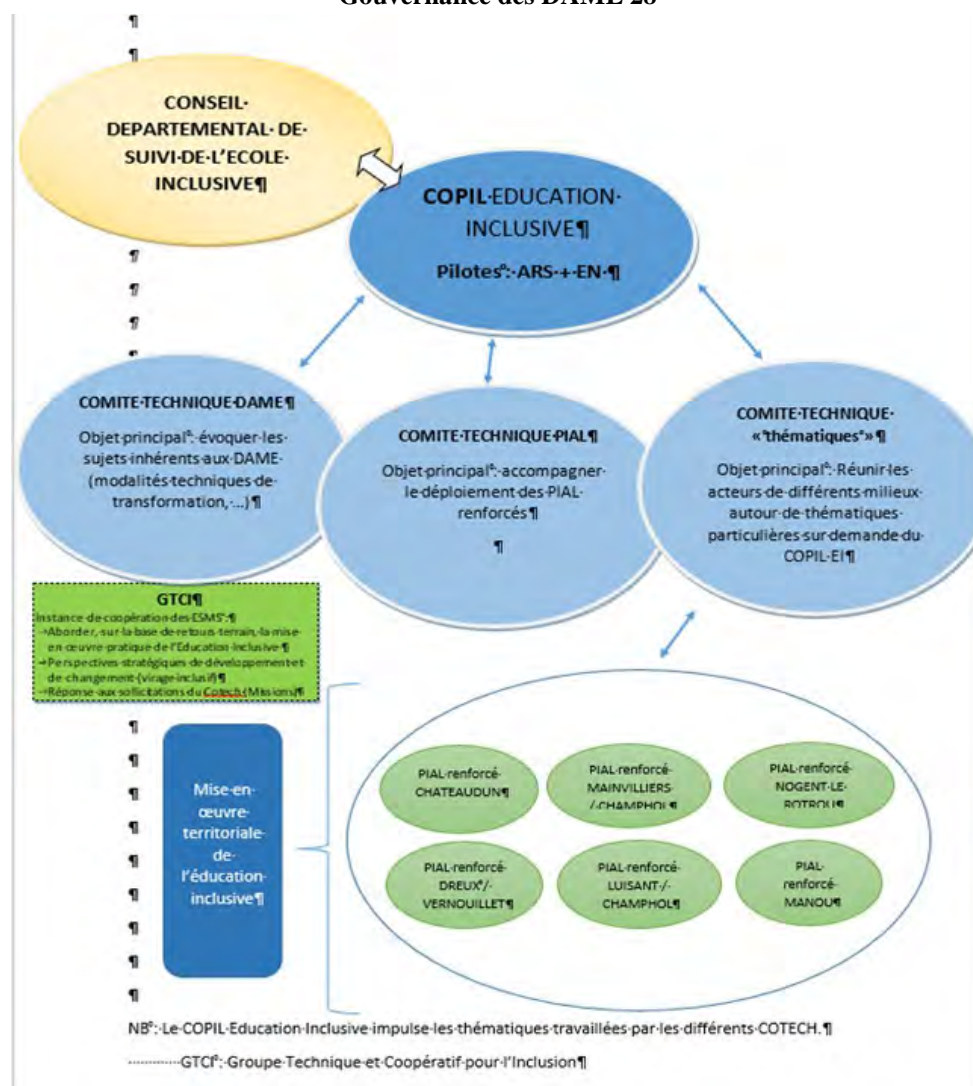 Gouvernance des DAME 28
CONSEIL
DEPARTEMENTAL DE
SUIVI DE L'ECOLE
INCLUSIVE¶
COPIL EDUCATION
INCLUSIVE¶
Pilotes°: ARS + EN ¶
COMITE TECHNIQUE DAME¶
Objet principal°: évoquer les
sujets inhérents aux DAME
(modalités techniques de
transformation, ...)¶
COMITE TECHNIQUE PIAL¶
Objet principal°: accompagner
le déploiement des PIAL
renforcés¶
¶
COMITE TECHNIQUE
«°thématiques°»¶
Objet principal°: Réunir les
acteurs de différents milieux
autour de thématiques
particulières sur demande du
COPIL EI¶
GTCI¶
Instance de coopération des ESMS°:¶
→Aborder, sur la base de retours terrain, la mise
en œuvre pratique de l'Education Inclusive ¶
→Perspectives stratégiques de développement et
de changement (virage inclusif)¶
→Réponse aux sollicitations du Cotech (Missions)¶
Mise en
œuvre
territoriale
de
l'éducation
inclusive¶
PIAL renforcé
CHATEAUDUN¶
PIAL renforcé
MAINVILLIERS
/ CHAMPHOL¶
PIAL renforcé
NOGENT LE
ROTROU¶
PIAL renforcé
DREUX°/
VERNOUILLET¶
PIAL renforcé
LUISANT /
CHAMPHOL¶
PIAL
renforcé
MANOU¶
NB°: Le COPIL Education Inclusive impulse les thématiques travaillées par les différents COTECH.¶
GTCI°: Groupe Technique et Coopératif pour l'Inclusion¶